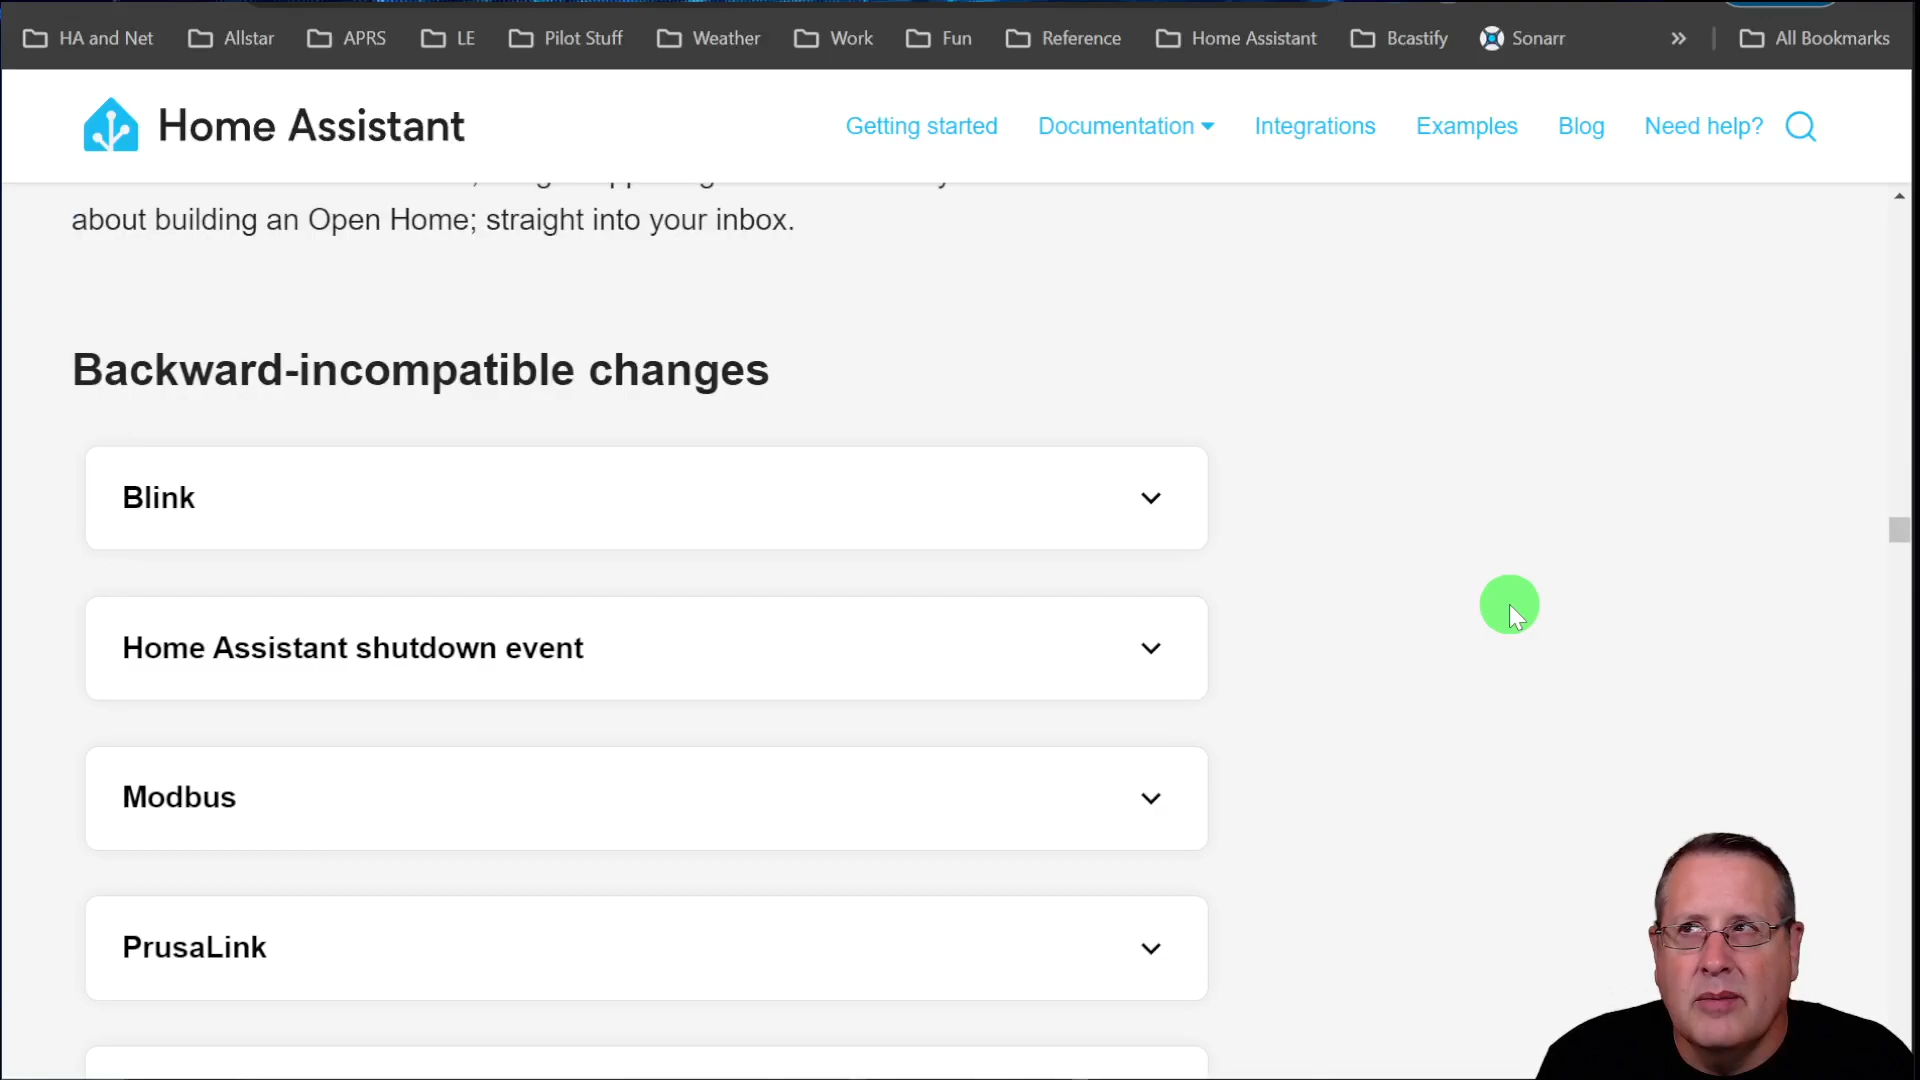 HA and Net Allstar APRS LE Pilot Stuff Weather Work Fun Reference Home Assistant Bcastify Sonarr » All Bookmarks
Home Assistant Getting started Documentation Integrations Examples Blog Need help?
about building an Open Home; straight into your inbox.
Backward-incompatible changes
Blink
Home Assistant shutdown event
Modbus
PrusaLink